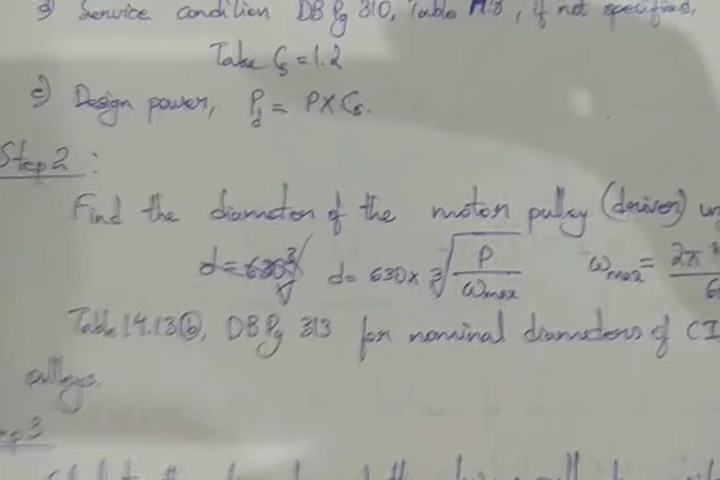 Service condition DB Pg 310, Table if not specified,
Take Cs = 1.2
c) Design power, Pd = P x Cs.
Step 2 :
Find the diameter of the motor pulley (driver)
d = 630 ∛ d = 630 x ∛(P/ωmax) ωmax = 2π
Table 14.13(b), DB Pg 313 for nominal diameters of CI
pulleys.
3